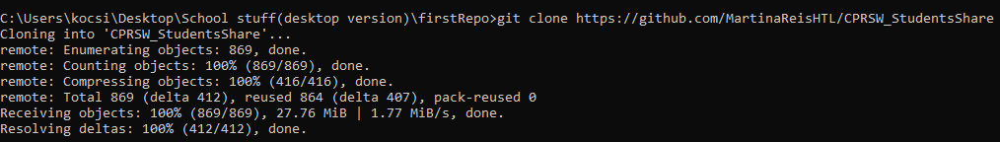 C:\Users\kocsi\Desktop\School stuff(desktop version)\firstRepo>git clone https://github.com/MartinaReisHTL/CPRSW_StudentsShare
Cloning into 'CPRSW_StudentsShare'...
remote: Enumerating objects: 869, done.
remote: Counting objects: 100% (869/869), done.
remote: Compressing objects: 100% (416/416), done.
remote: Total 869 (delta 412), reused 864 (delta 407), pack-reused 0
Receiving objects: 100% (869/869), 27.76 MiB | 1.77 MiB/s, done.
Resolving deltas: 100% (412/412), done.